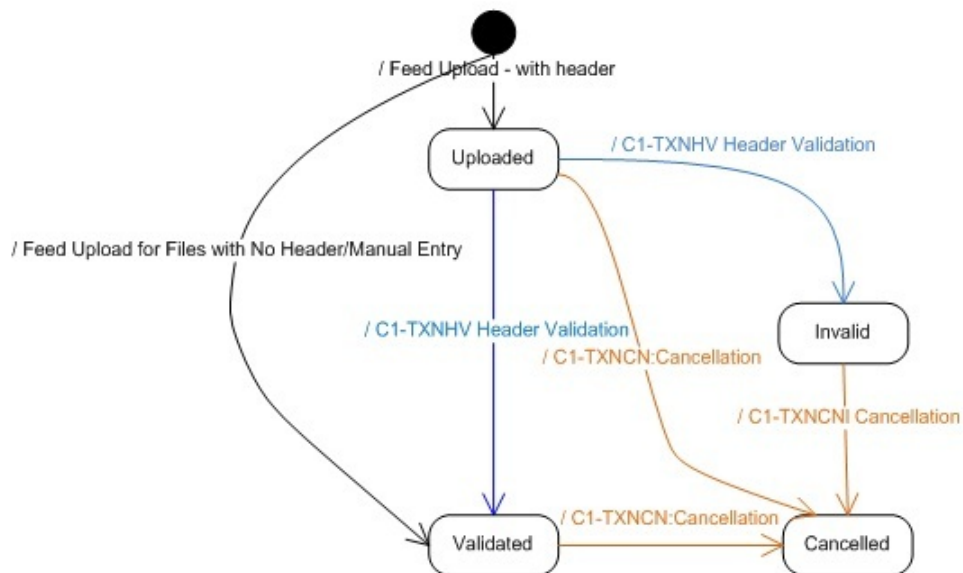 / Feed Upload - with header
Uploaded
/ C1-TXNHV Header Validation
/ Feed Upload for Files with No Header/Manual Entry
/ C1-TXNHV Header Validation
Invalid
/ C1-TXNCN:Cancellation
/ C1-TXNCNI Cancellation
/ C1-TXNCN:Cancellation
Validated
Cancelled